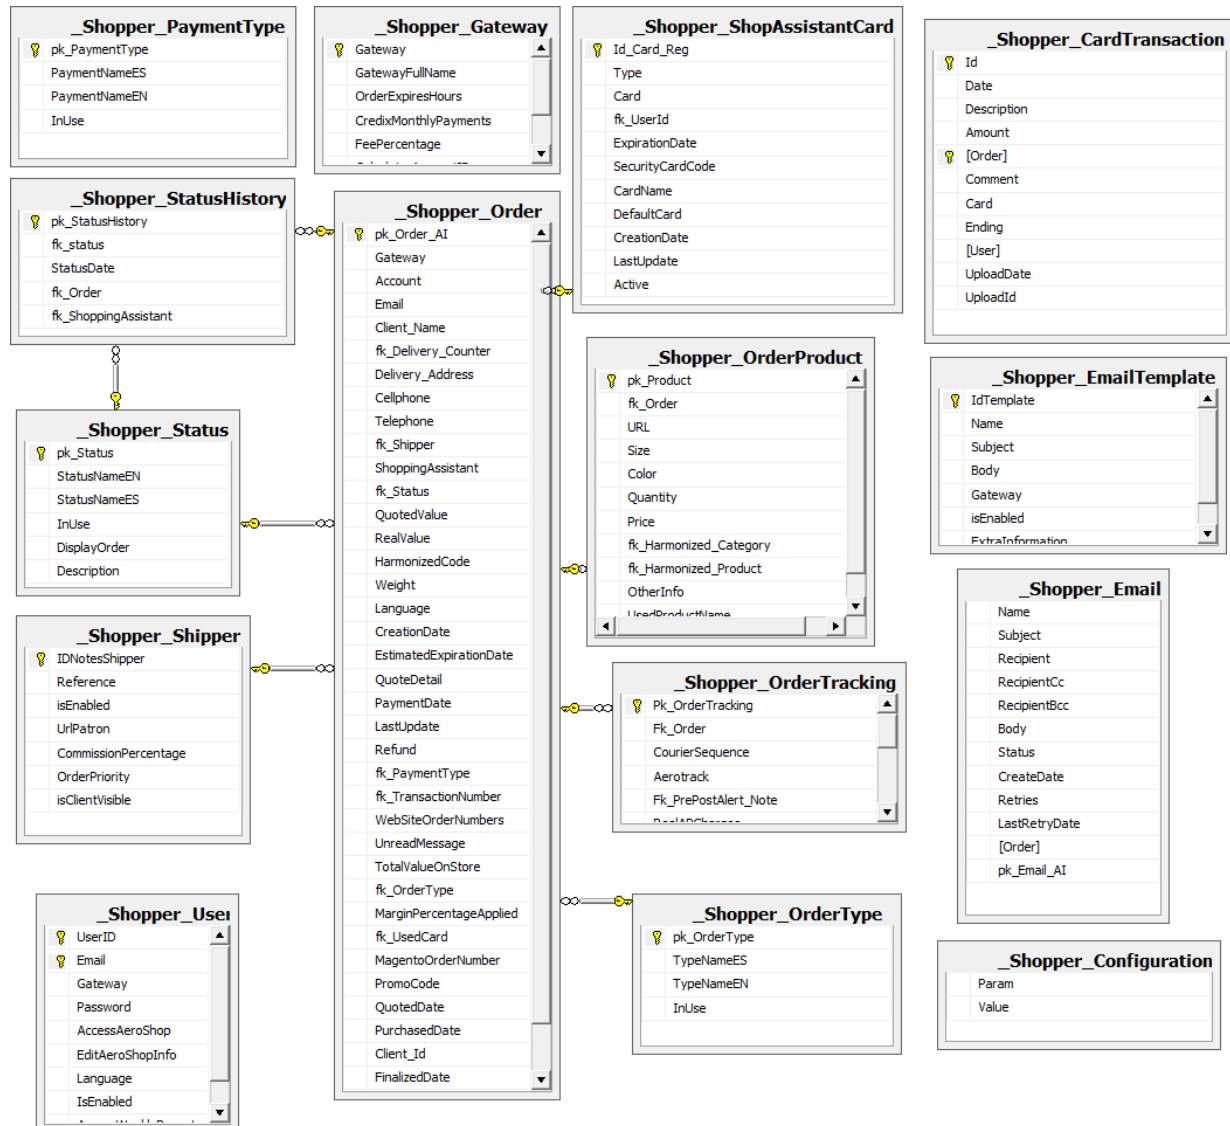 _Shopper_PaymentType
pk_PaymentType
PaymentNameES
PaymentNameEN
InUse
_Shopper_Gateway
Gateway
GatewayFullName
OrderExpiresHours
CredixMonthlyPayments
FeePercentage
_Shopper_ShopAssistantCard
Id_Card_Reg
Type
Card
fk_UserId
ExpirationDate
SecurityCardCode
CardName
DefaultCard
CreationDate
LastUpdate
Active
_Shopper_CardTransaction
Id
Date
Description
Amount
[Order]
Comment
Card
Ending
[User]
UploadDate
UploadId
_Shopper_StatusHistory
pk_StatusHistory
fk_status
StatusDate
fk_Order
fk_ShoppingAssistant
_Shopper_Order
pk_Order_AI
Gateway
Account
Email
Client_Name
fk_Delivery_Counter
Delivery_Address
Cellphone
Telephone
fk_Shipper
ShoppingAssistant
fk_Status
QuotedValue
RealValue
HarmonizedCode
Weight
Language
CreationDate
EstimatedExpirationDate
QuoteDetail
PaymentDate
LastUpdate
Refund
fk_PaymentType
fk_TransactionNumber
WebSiteOrderNumbers
UnreadMessage
TotalValueOnStore
fk_OrderType
MarginPercentageApplied
fk_UsedCard
MagentoOrderNumber
PromoCode
QuotedDate
PurchasedDate
Client_Id
FinalizedDate
_Shopper_OrderProduct
pk_Product
fk_Order
URL
Size
Color
Quantity
Price
fk_Harmonized_Category
fk_Harmonized_Product
OtherInfo
UsedProductName
_Shopper_EmailTemplate
IdTemplate
Name
Subject
Body
Gateway
isEnabled
ExtraInformation
_Shopper_Status
pk_Status
StatusNameEN
StatusNameES
InUse
DisplayOrder
Description
_Shopper_Email
Name
Subject
Recipient
RecipientCc
RecipientBcc
Body
Status
CreateDate
Retries
LastRetryDate
[Order]
pk_Email_AI
_Shopper_Shipper
IDNotesShipper
Reference
isEnabled
UrlPatron
CommissionPercentage
OrderPriority
isClientVisible
_Shopper_OrderTracking
Pk_OrderTracking
Fk_Order
CourierSequence
Aerotrack
Fk_PrePostAlert_Note
_Shopper_User
UserID
Email
Gateway
Password
AccessAeroShop
EditAeroShopInfo
Language
IsEnabled
_Shopper_OrderType
pk_OrderType
TypeNameES
TypeNameEN
InUse
_Shopper_Configuration
Param
Value